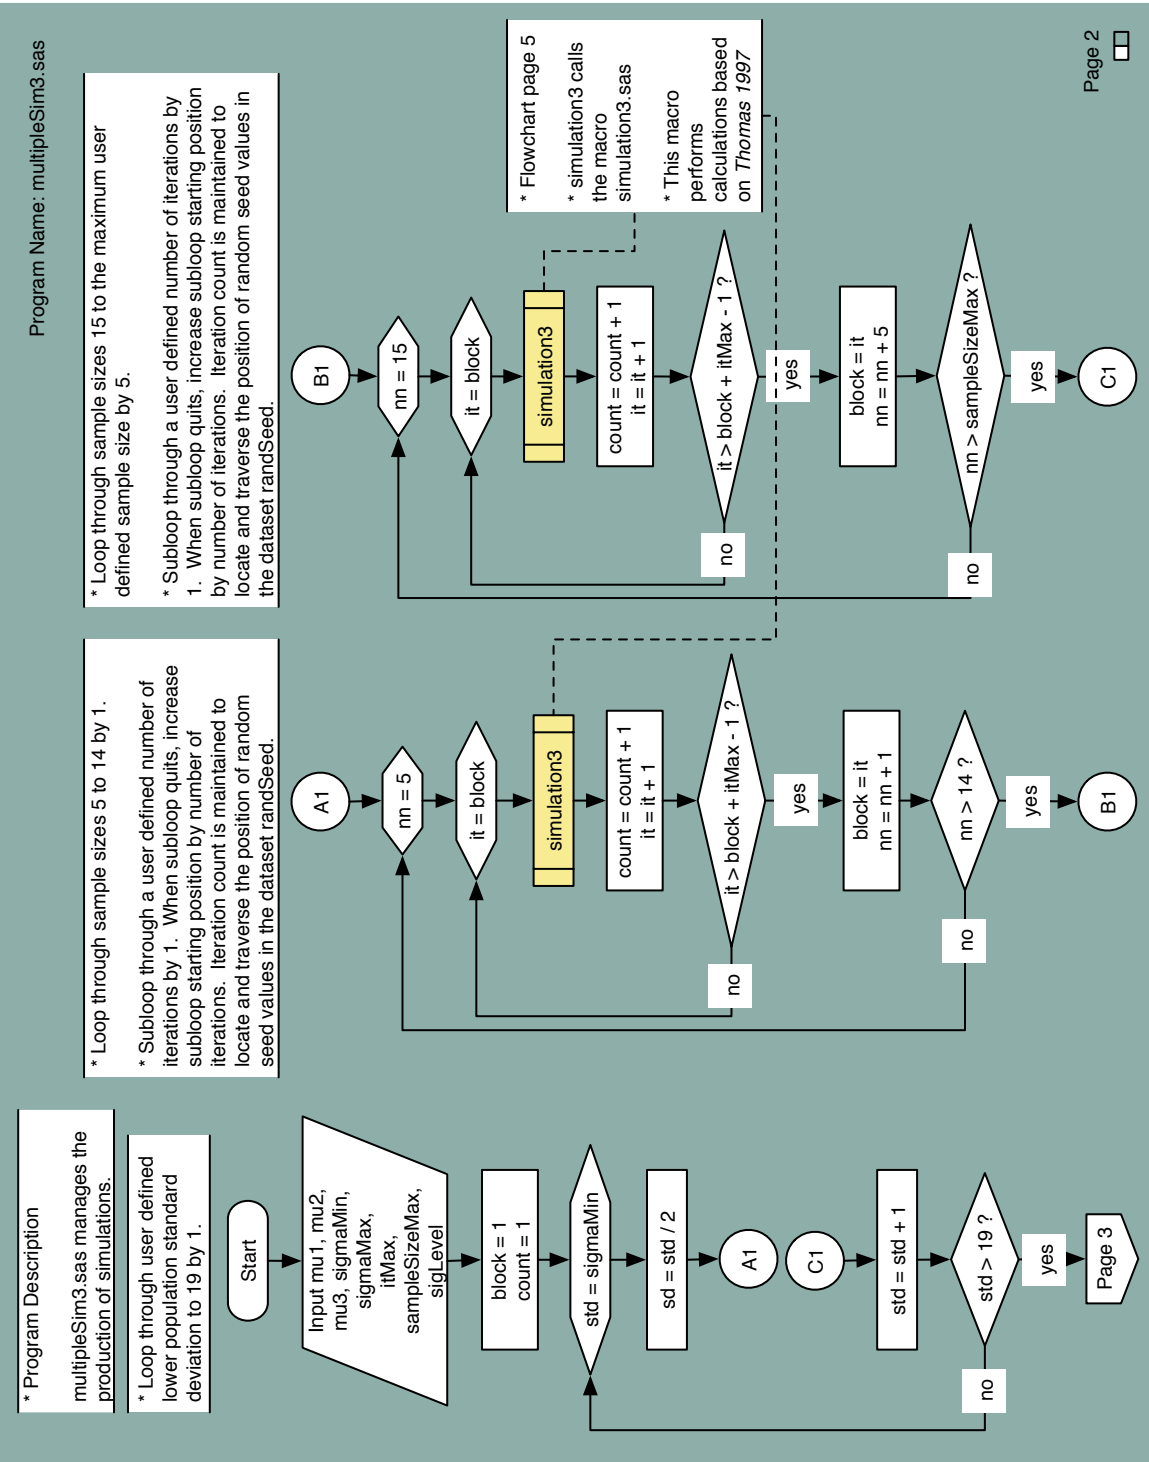 Program Name: multipleSim3.sas
* Program Description
multipleSim3.sas manages the
production of simulations.
* Loop through user defined
lower population standard
deviation to 19 by 1.
Start
Input mu1, mu2,
mu3, sigmaMin,
sigmaMax,
itMax,
sampleSizeMax,
sigLevel
block = 1
count = 1
std = sigmaMin
sd = std / 2
A1
C1
std = std + 1
std > 19 ?
no
yes
Page 3
* Loop through sample sizes 5 to 14 by 1.
* Subloop through a user defined number of
iterations by 1. When subloop quits, increase
subloop starting position by number of
iterations. Iteration count is maintained to
locate and traverse the position of random
seed values in the dataset randSeed.
A1
nn = 5
it = block
simulation3
count = count + 1
it = it + 1
it > block + itMax - 1 ?
no
yes
block = it
nn = nn + 1
nn > 14 ?
no
yes
B1
* Loop through sample sizes 15 to the maximum user
defined sample size by 5.
* Subloop through a user defined number of iterations by
1. When subloop quits, increase subloop starting position
by number of iterations. Iteration count is maintained to
locate and traverse the position of random seed values in
the dataset randSeed.
B1
nn = 15
it = block
simulation3
count = count + 1
it = it + 1
it > block + itMax - 1 ?
no
yes
block = it
nn = nn + 5
nn > sampleSizeMax ?
no
yes
C1
* Flowchart page 5
* simulation3 calls
the macro
simulation3.sas
* This macro
performs
calculations based
on Thomas 1997
Page 2